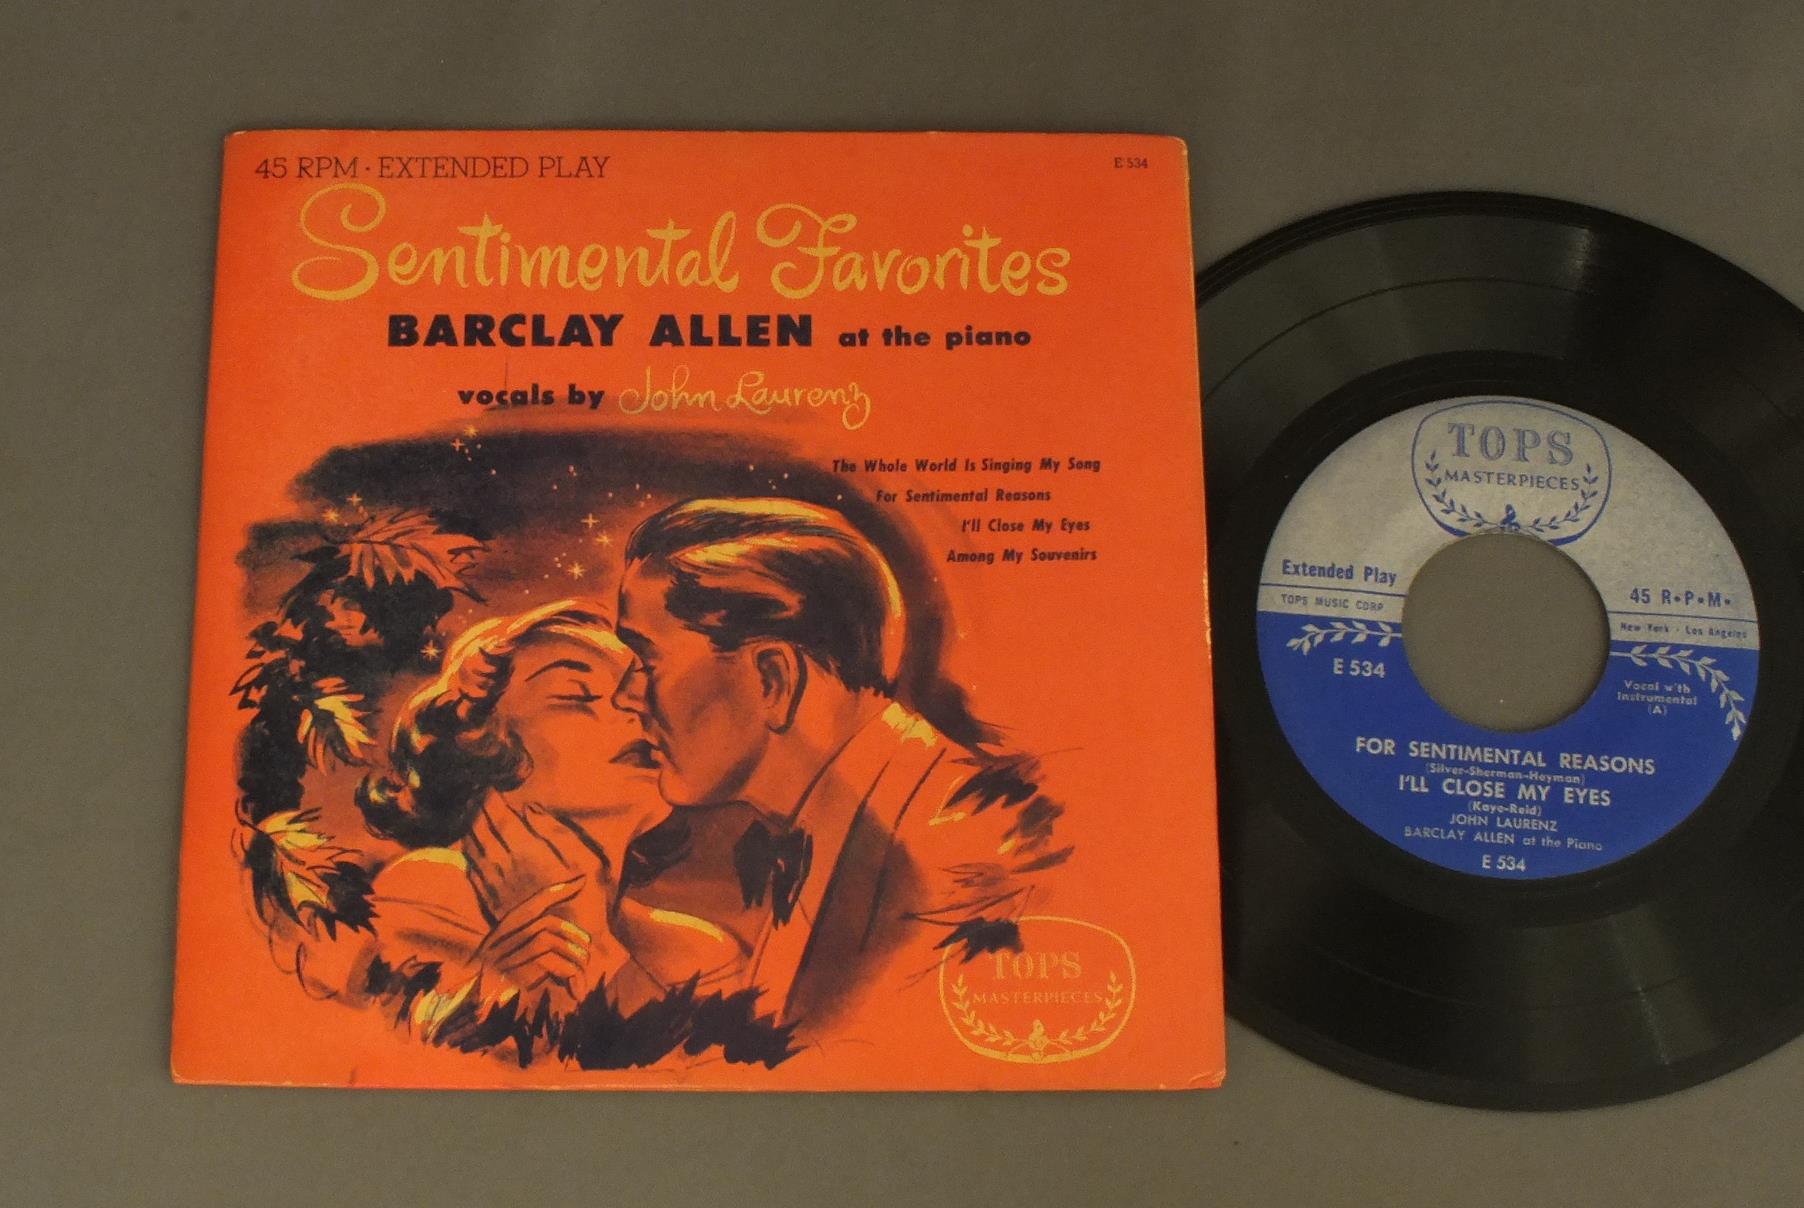 45 RPM · EXTENDED PLAY
E 534
Sentimental Favorites
BARCLAY ALLEN at the piano
vocals by John Laurenz
The Whole World Is Singing My Song
For Sentimental Reasons
I'll Close My Eyes
Among My Souvenirs
TOPS
MASTERPIECES
TOPS
MASTERPIECES
Extended Play
45 R·P·M·
TOPS MUSIC CORP.
New York - Los Angeles
E 534
Vocal with
Instrumental
(A)
FOR SENTIMENTAL REASONS
(Silver-Sherman-Heyman)
I'LL CLOSE MY EYES
(Kaye-Reid)
JOHN LAURENZ
BARCLAY ALLEN at the Piano
E 534